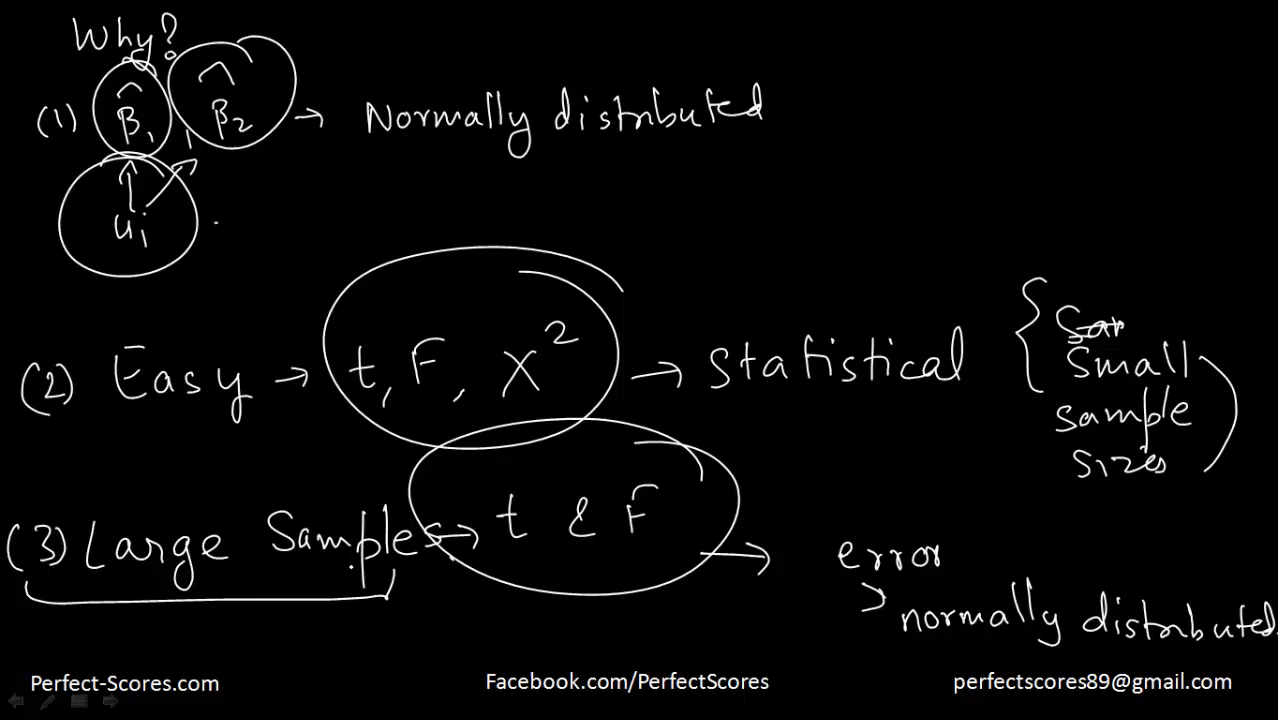 Why?
(1) β̂₁ β̂₂ → Normally distributed
uᵢ
(2) Easy → t, F, χ² → Statistical { Small
sample
sizes
(3) Large Samples → t & F → error
> normally distributed
Perfect-Scores.com Facebook.com/PerfectScores perfectscores89@gmail.com